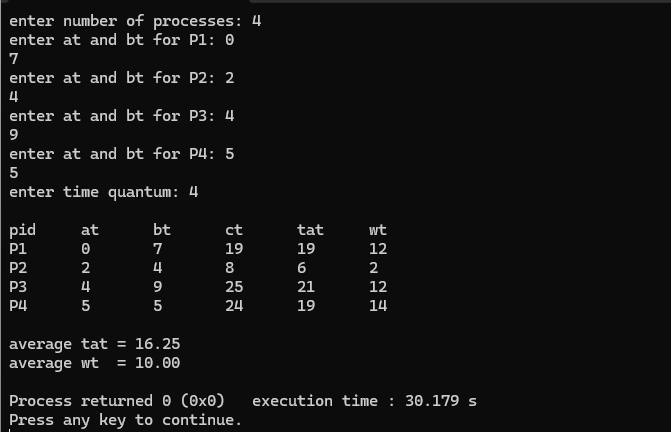 enter number of processes: 4
enter at and bt for P1: 0
7
enter at and bt for P2: 2
4
enter at and bt for P3: 4
9
enter at and bt for P4: 5
5
enter time quantum: 4
pid at bt ct tat wt
P1 0 7 19 19 12
P2 2 4 8 6 2
P3 4 9 25 21 12
P4 5 5 24 19 14
average tat = 16.25
average wt  = 10.00
Process returned 0 (0x0)   execution time : 30.179 s
Press any key to continue.